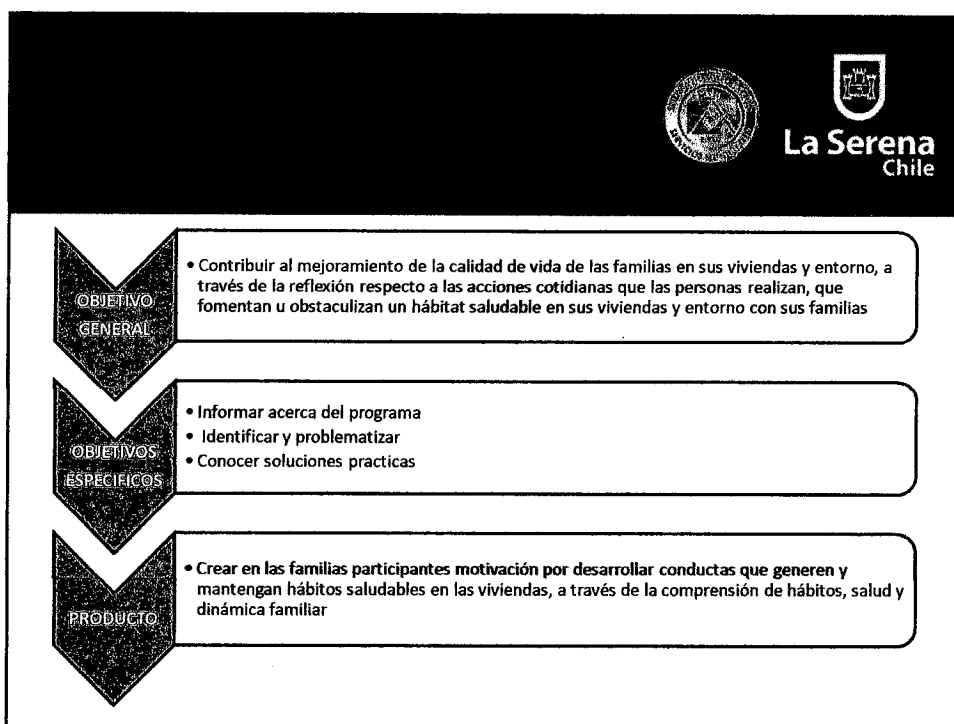 La Serena
Chile
OBJETIVO
GENERAL
• Contribuir al mejoramiento de la calidad de vida de las familias en sus viviendas y entorno, a
través de la reflexión respecto a las acciones cotidianas que las personas realizan, que
fomentan u obstaculizan un hábitat saludable en sus viviendas y entorno con sus familias
OBJETIVOS
ESPECIFICOS
• Informar acerca del programa
• Identificar y problematizar
• Conocer soluciones practicas
PRODUCTO
• Crear en las familias participantes motivación por desarrollar conductas que generen y
mantengan hábitos saludables en las viviendas, a través de la comprensión de hábitos, salud y
dinámica familiar